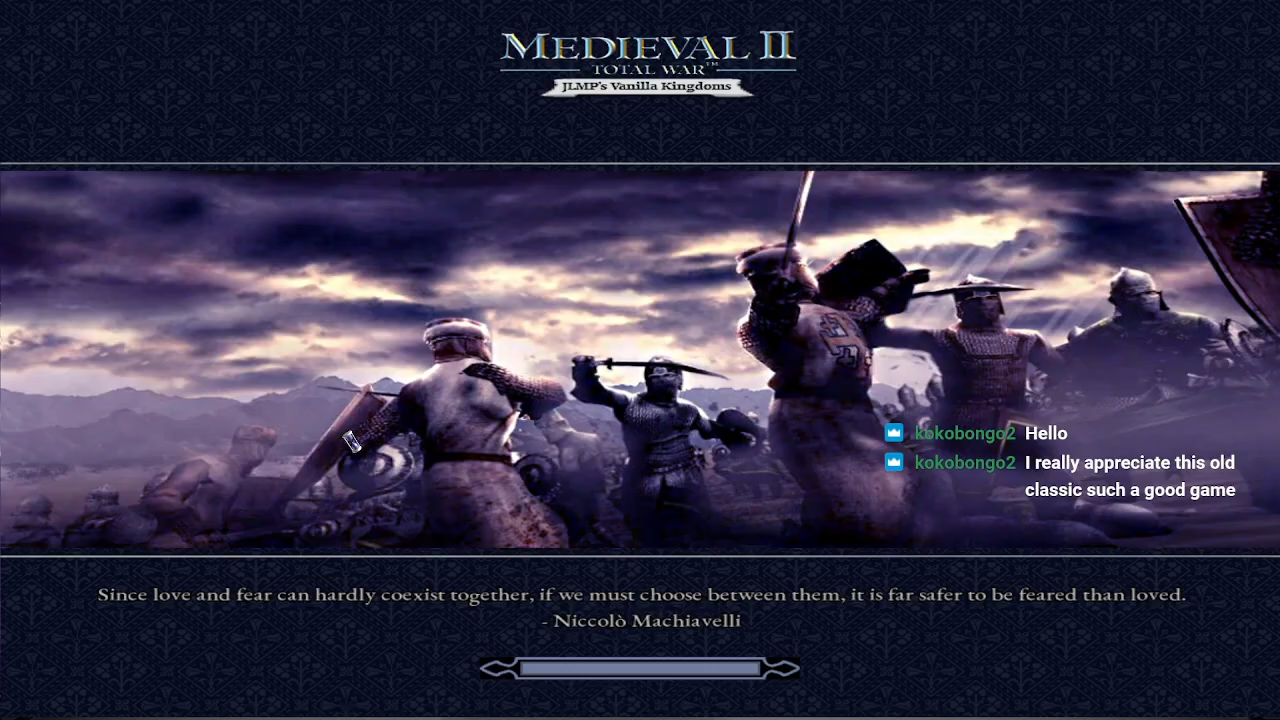 MEDIEVAL II
TOTAL WAR™
JLMP's Vanilla Kingdoms
kokobongo2 Hello
kokobongo2 I really appreciate this old
classic such a good game
Since love and fear can hardly coexist together, if we must choose between them, it is far safer to be feared than loved.
- Niccolò Machiavelli